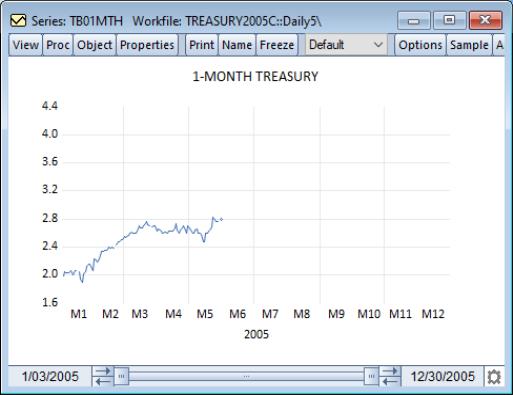 Series: TB01MTH Workfile: TREASURY2005C::Daily5\
View Proc Object Properties Print Name Freeze Default Options Sample A
1-MONTH TREASURY
4.4
4.0
3.6
3.2
2.8
2.4
2.0
1.6
M1 M2 M3 M4 M5 M6 M7 M8 M9 M10 M11 M12
2005
1/03/2005 12/30/2005